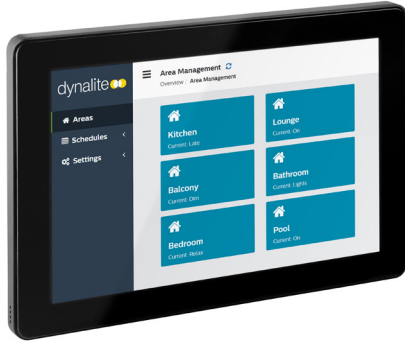 dynalite
Areas
Schedules
Settings
Area Management
Overview / Area Management
Kitchen
Current: Late
Lounge
Current: On
Balcony
Current: Dim
Bathroom
Current: Lights
Bedroom
Current: Relax
Pool
Current: On